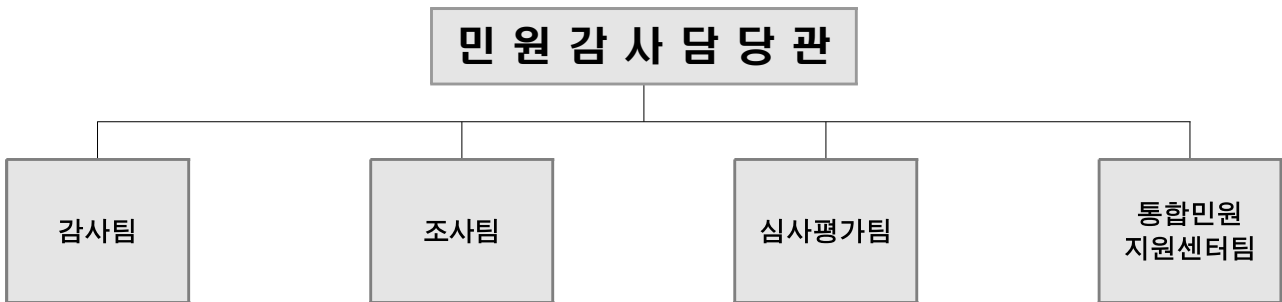 민 원 감 사 담 당 관
감사팀
조사팀
심사평가팀
통합민원
지원센터팀